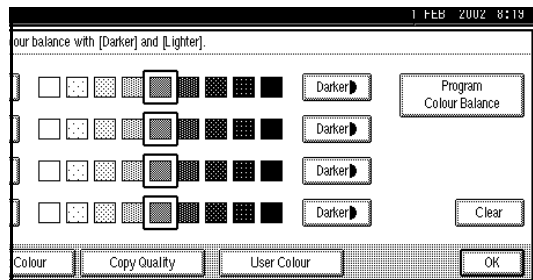 1 FEB 2002 8:19
our balance with [Darker] and [Lighter].
Darker
Program
Colour Balance
Darker
Darker
Darker
Clear
Colour
Copy Quality
User Colour
OK